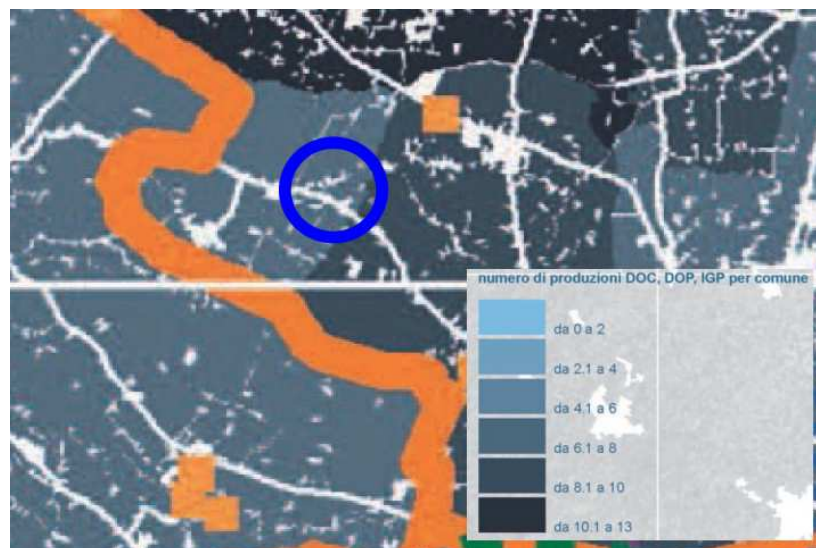 numero di produzioni DOC, DOP, IGP per comune
da 0 a 2
da 2.1 a 4
da 4.1 a 6
da 6.1 a 8
da 8.1 a 10
da 10.1 a 13